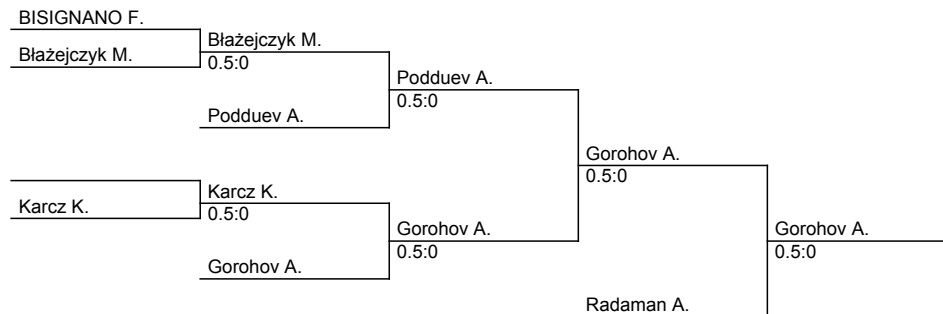 BISIGNANO F.
Błażejczyk M.
Błażejczyk M.
0.5:0
Podduev A.
Podduev A.
0.5:0
Karcz K.
Karcz K.
0.5:0
Gorohov A.
Gorohov A.
0.5:0
Gorohov A.
0.5:0
Radaman A.
Gorohov A.
0.5:0